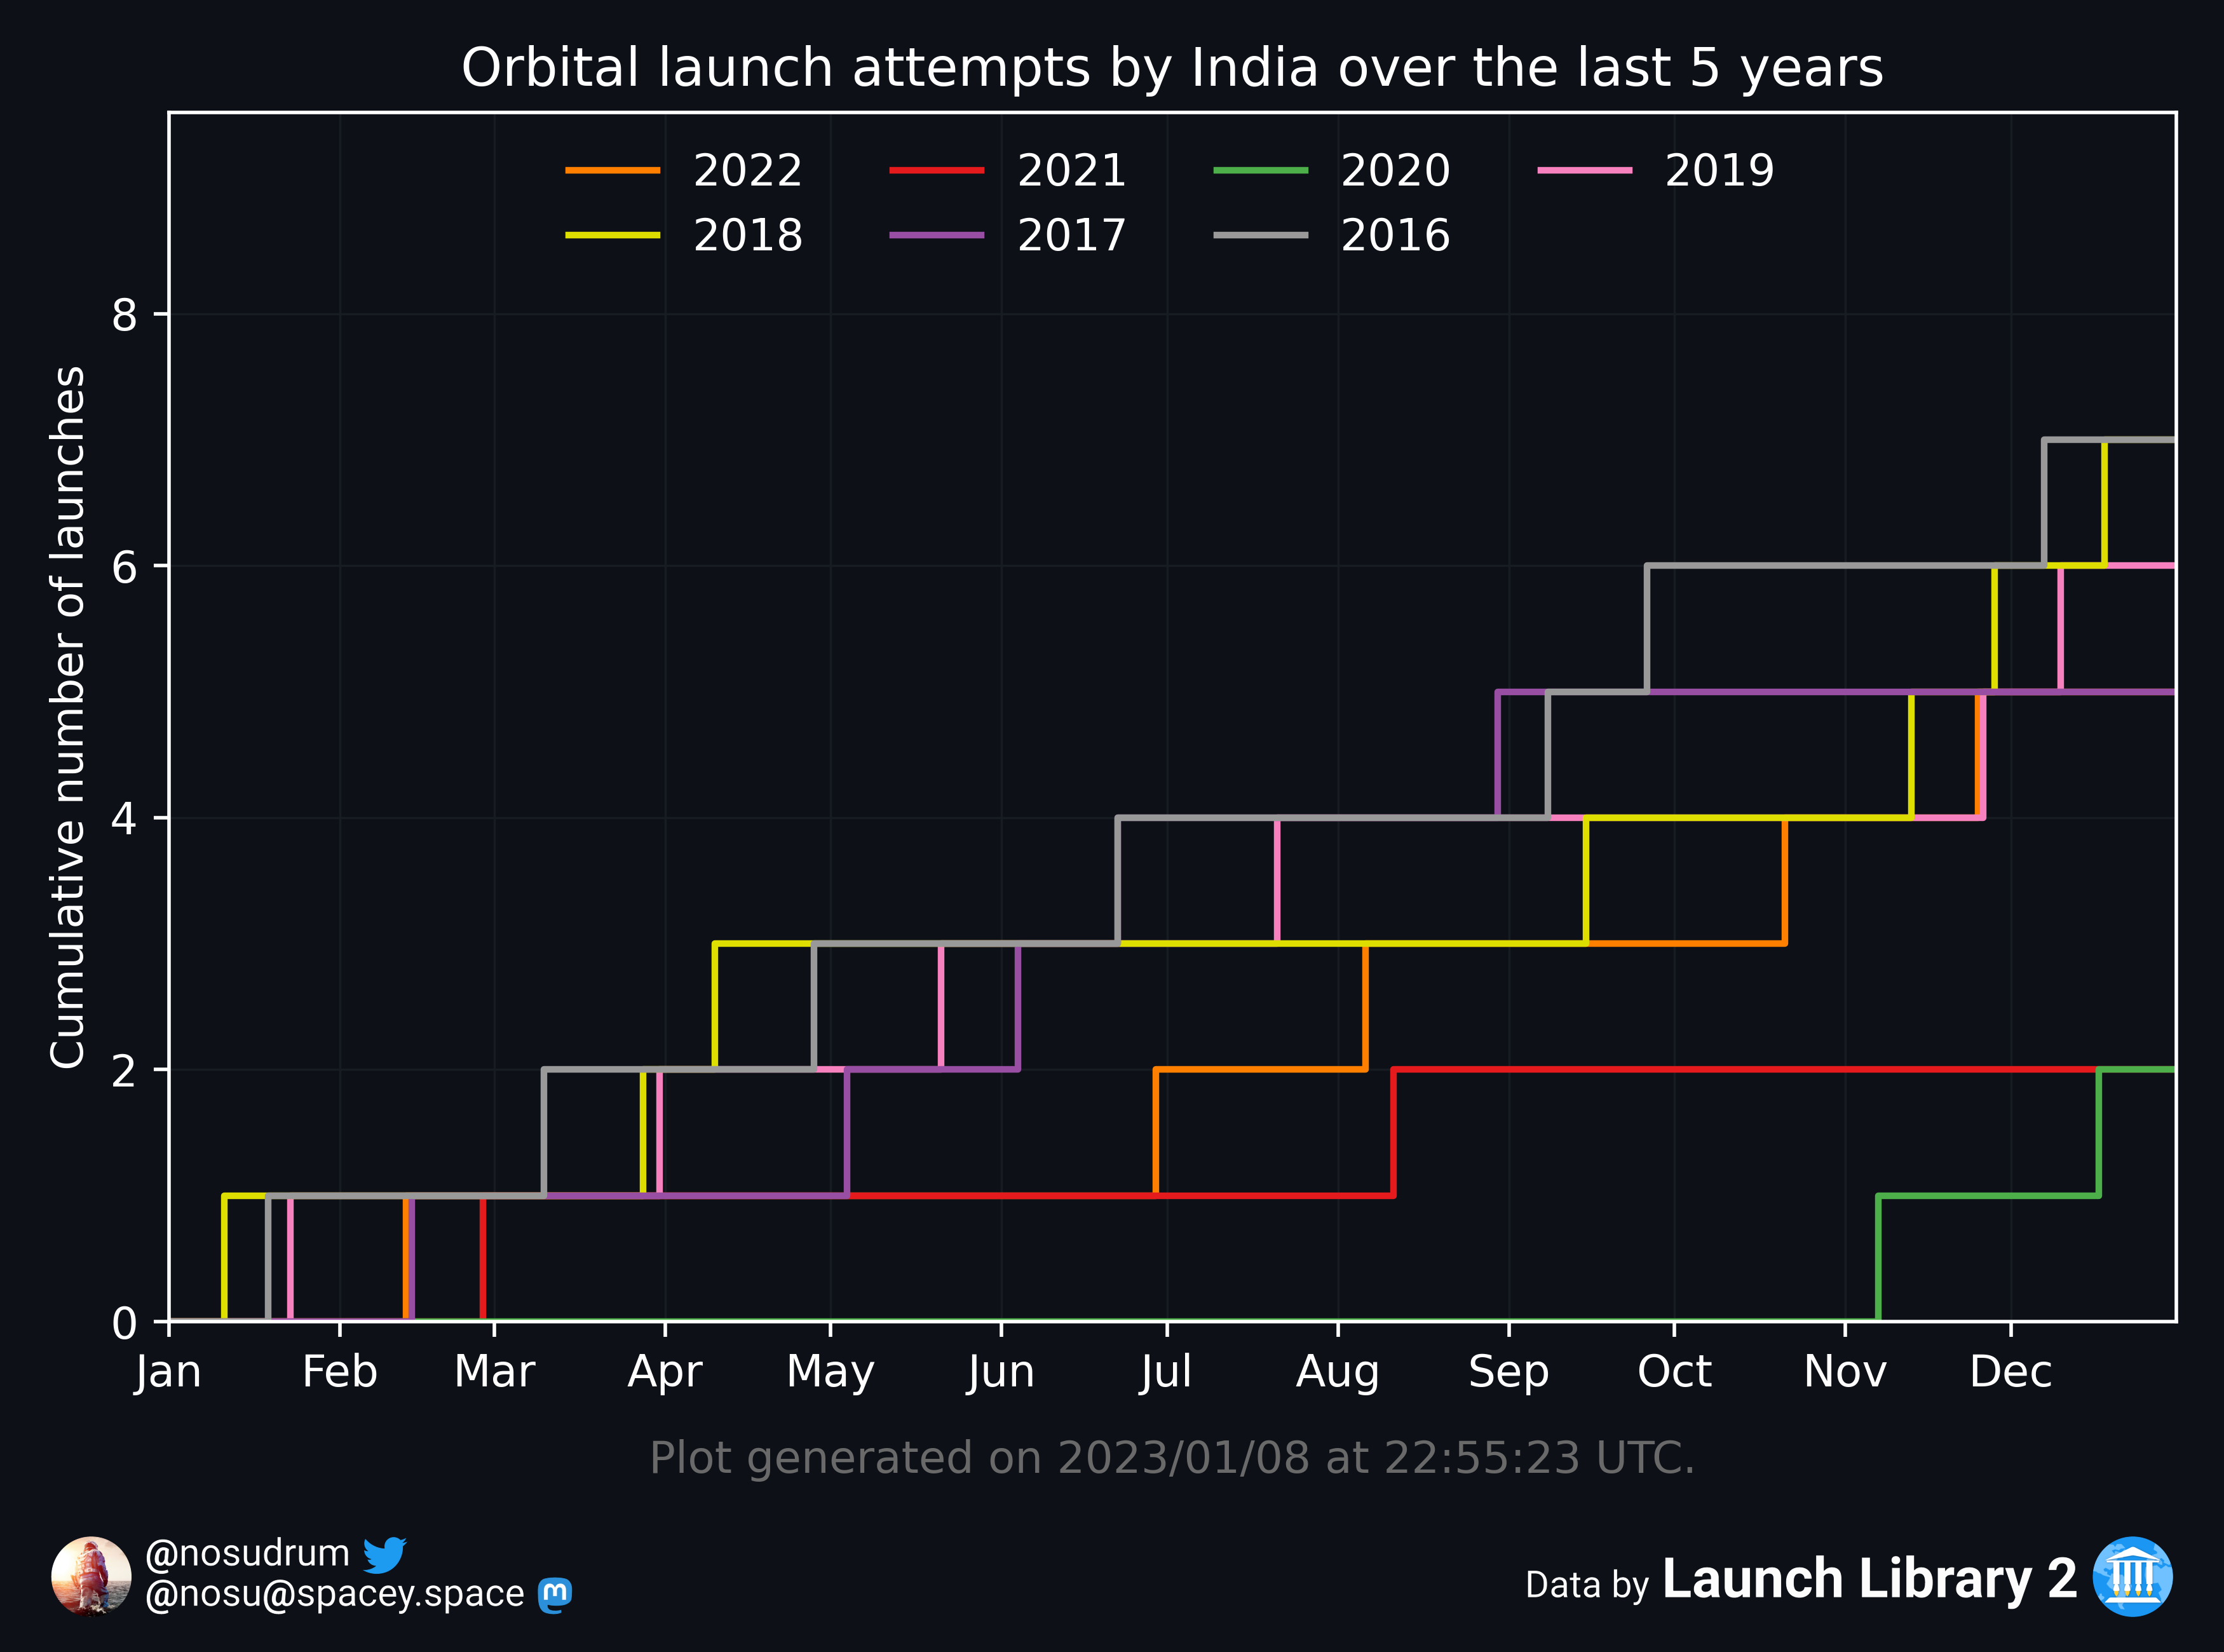 Orbital launch attempts by India over the last 5 years
2022 2021 2020 2019
2018 2017 2016
Cumulative number of launches
8
6
4
2
0
Jan Feb Mar Apr May Jun Jul Aug Sep Oct Nov Dec
Plot generated on 2023/01/08 at 22:55:23 UTC.
@nosudrum
@nosu@spacey.space m
Data by Launch Library 2